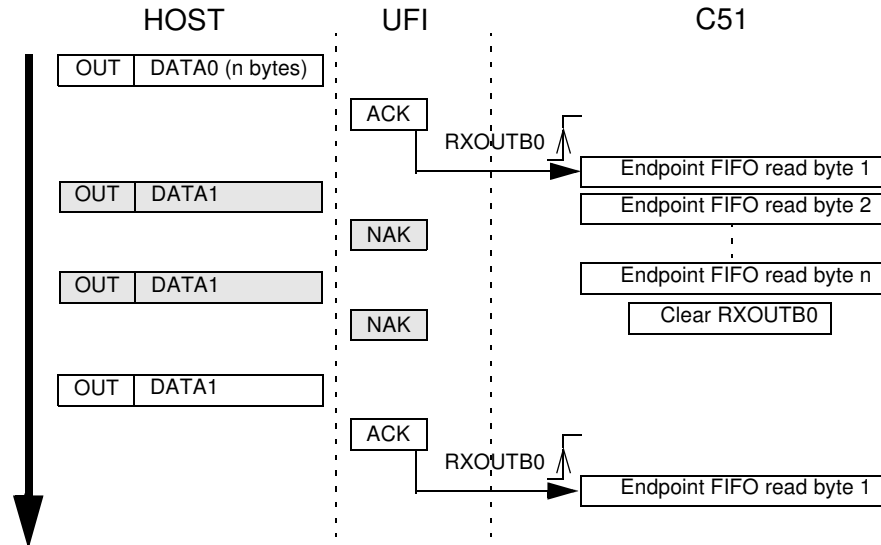 HOST UFI C51
OUT DATA0 (n bytes)
ACK
RXOUTB0
Endpoint FIFO read byte 1
OUT DATA1
Endpoint FIFO read byte 2
NAK
OUT DATA1
Endpoint FIFO read byte n
NAK
Clear RXOUTB0
OUT DATA1
ACK
RXOUTB0
Endpoint FIFO read byte 1